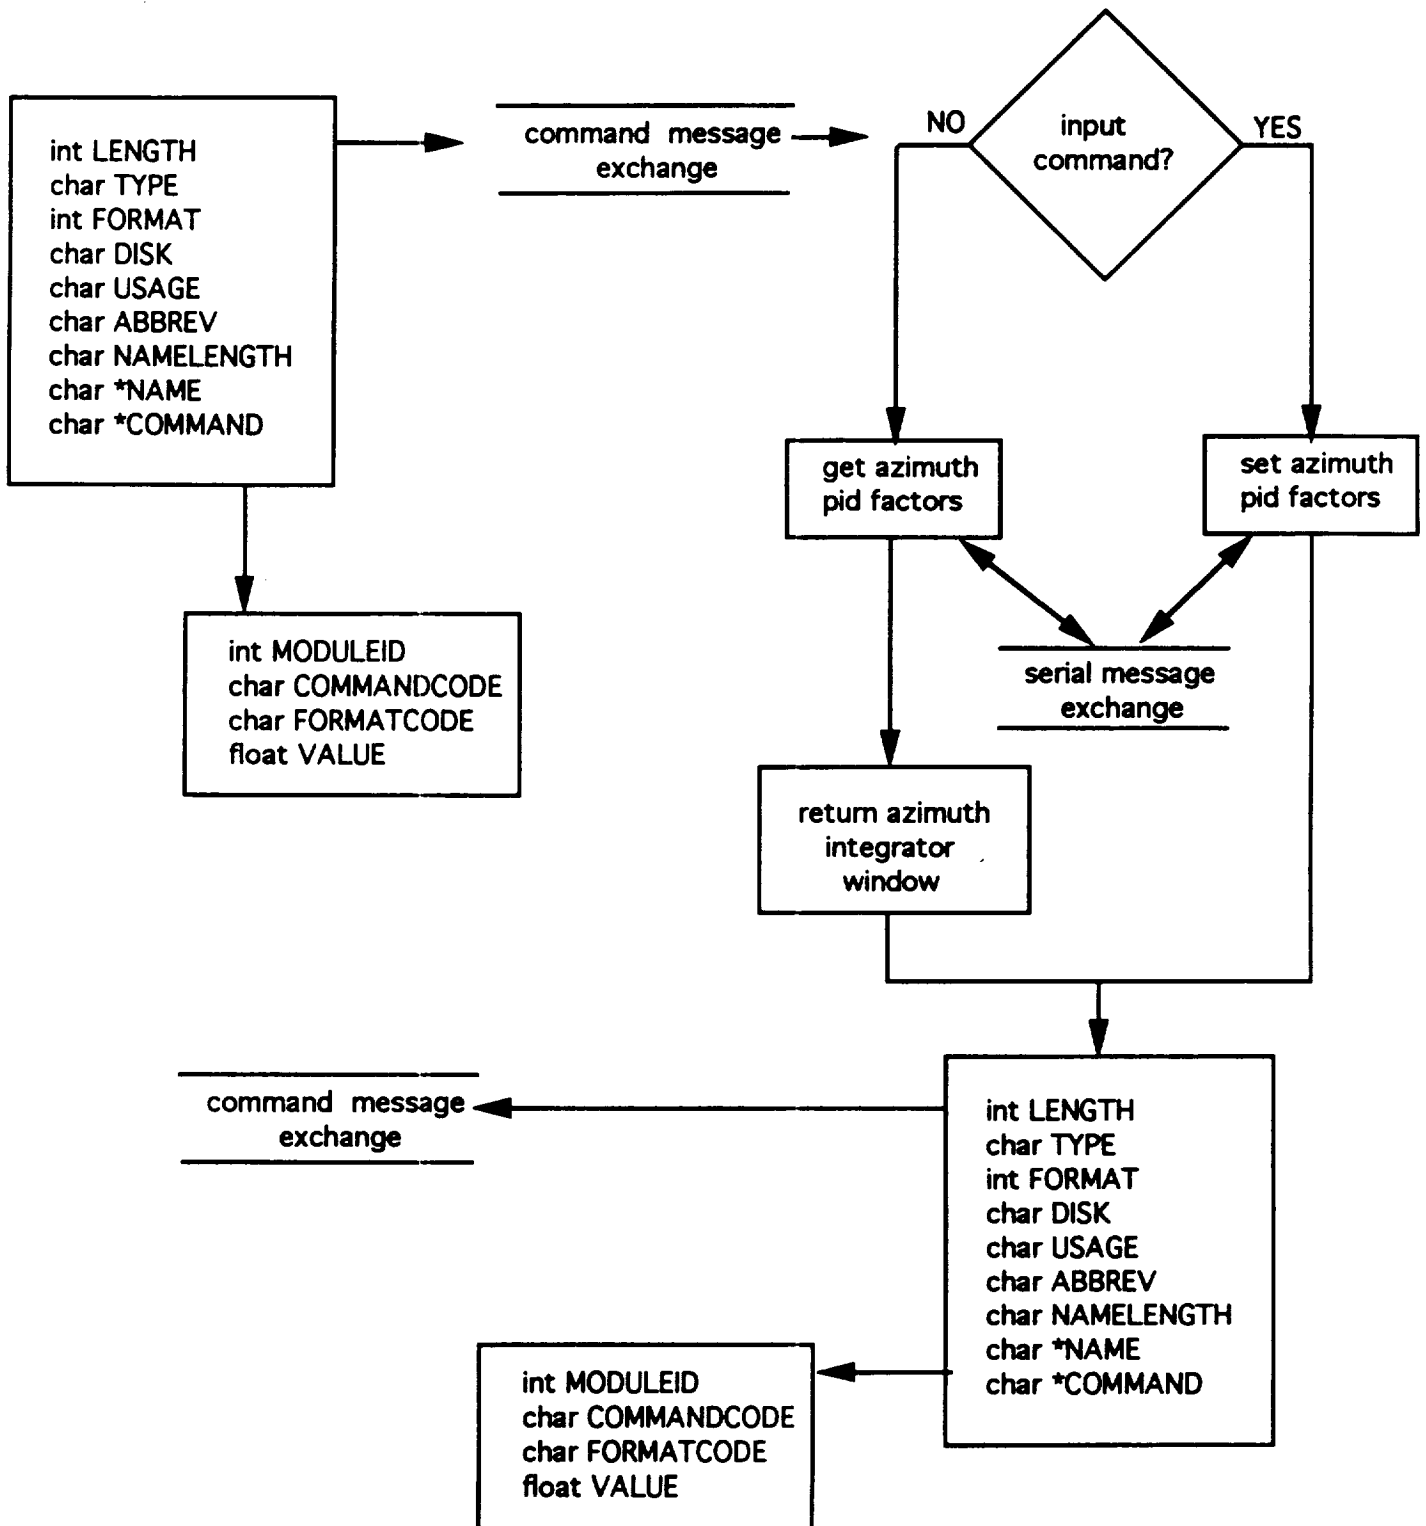 int LENGTH
char TYPE
int FORMAT
char DISK
char USAGE
char ABBREV
char NAMELENGTH
char *NAME
char *COMMAND
command message
exchange
NO
input
command?
YES
get azimuth
pid factors
set azimuth
pid factors
int MODULEID
char COMMANDCODE
char FORMATCODE
float VALUE
serial message
exchange
return azimuth
integrator
window
command message
exchange
int LENGTH
char TYPE
int FORMAT
char DISK
char USAGE
char ABBREV
char NAMELENGTH
char *NAME
char *COMMAND
int MODULEID
char COMMANDCODE
char FORMATCODE
float VALUE